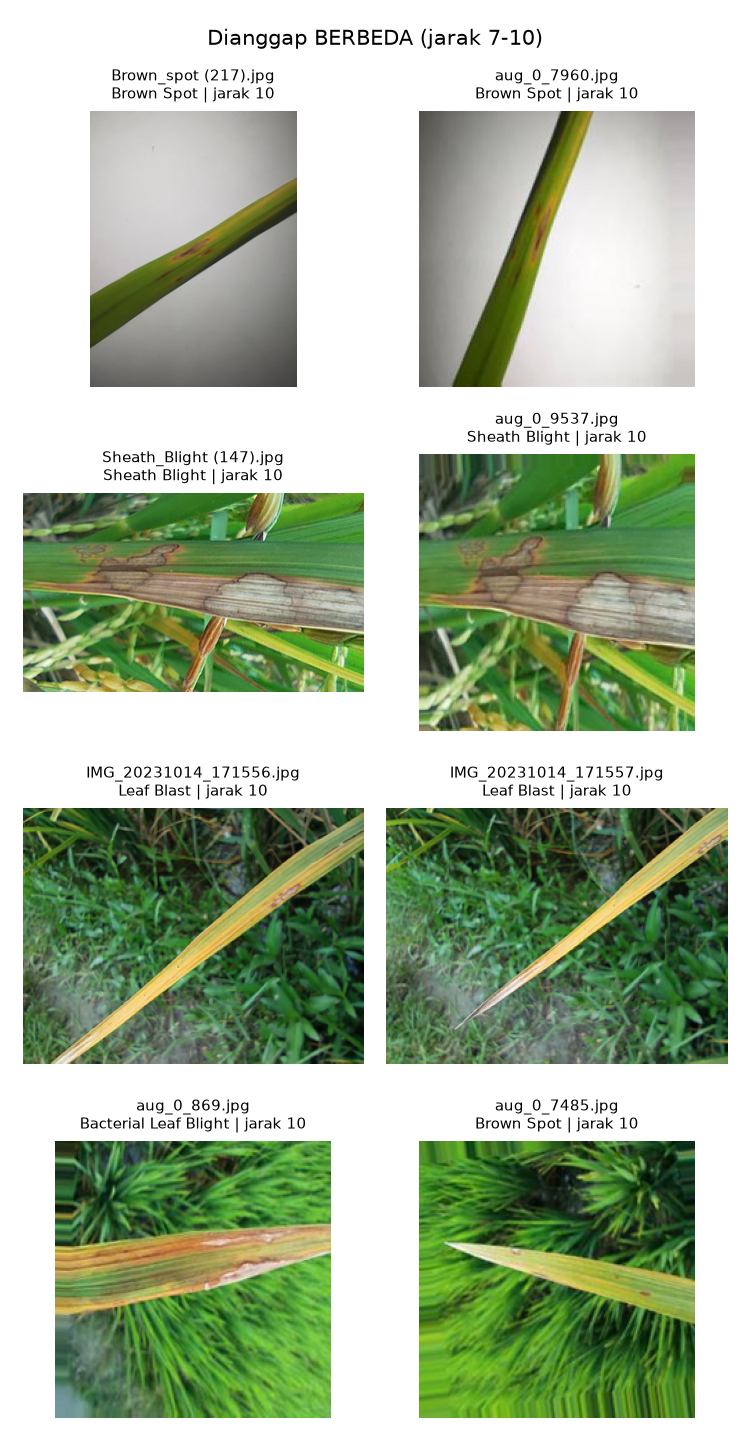 Dianggap BERBEDA (jarak 7-10)
Brown_spot (217).jpg
Brown Spot | jarak 10
aug_0_7960.jpg
Brown Spot | jarak 10
Sheath_Blight (147).jpg
Sheath Blight | jarak 10
aug_0_9537.jpg
Sheath Blight | jarak 10
IMG_20231014_171556.jpg
Leaf Blast | jarak 10
IMG_20231014_171557.jpg
Leaf Blast | jarak 10
aug_0_869.jpg
Bacterial Leaf Blight | jarak 10
aug_0_7485.jpg
Brown Spot | jarak 10